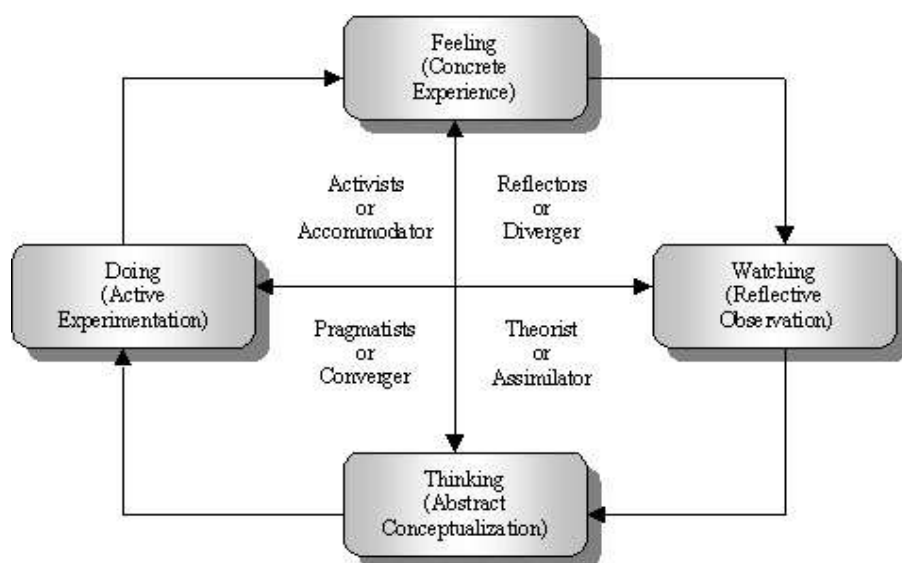 Feeling
(Concrete
Experience)
Activists
or
Accommodator
Reflectors
or
Diverger
Doing
(Active
Experimentation)
Watching
(Reflective
Observation)
Pragmatists
or
Converger
Theorist
or
Assimilator
Thinking
(Abstract
Conceptualization)